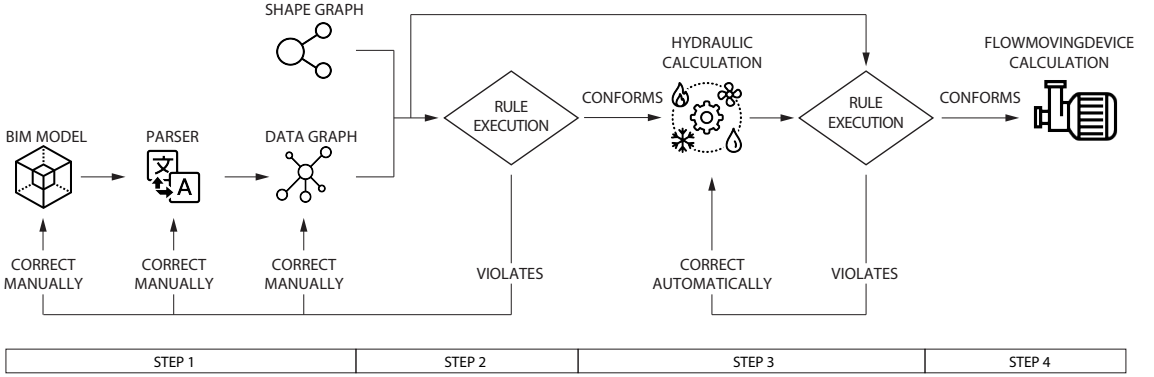 SHAPE GRAPH
BIM MODEL
PARSER
文
A
DATA GRAPH
RULE
EXECUTION
CONFORMS
HYDRAULIC
CALCULATION
RULE
EXECUTION
CONFORMS
FLOWMOVINGDEVICE
CALCULATION
CORRECT
MANUALLY
CORRECT
MANUALLY
CORRECT
MANUALLY
VIOLATES
CORRECT
AUTOMATICALLY
VIOLATES
STEP 1
STEP 2
STEP 3
STEP 4